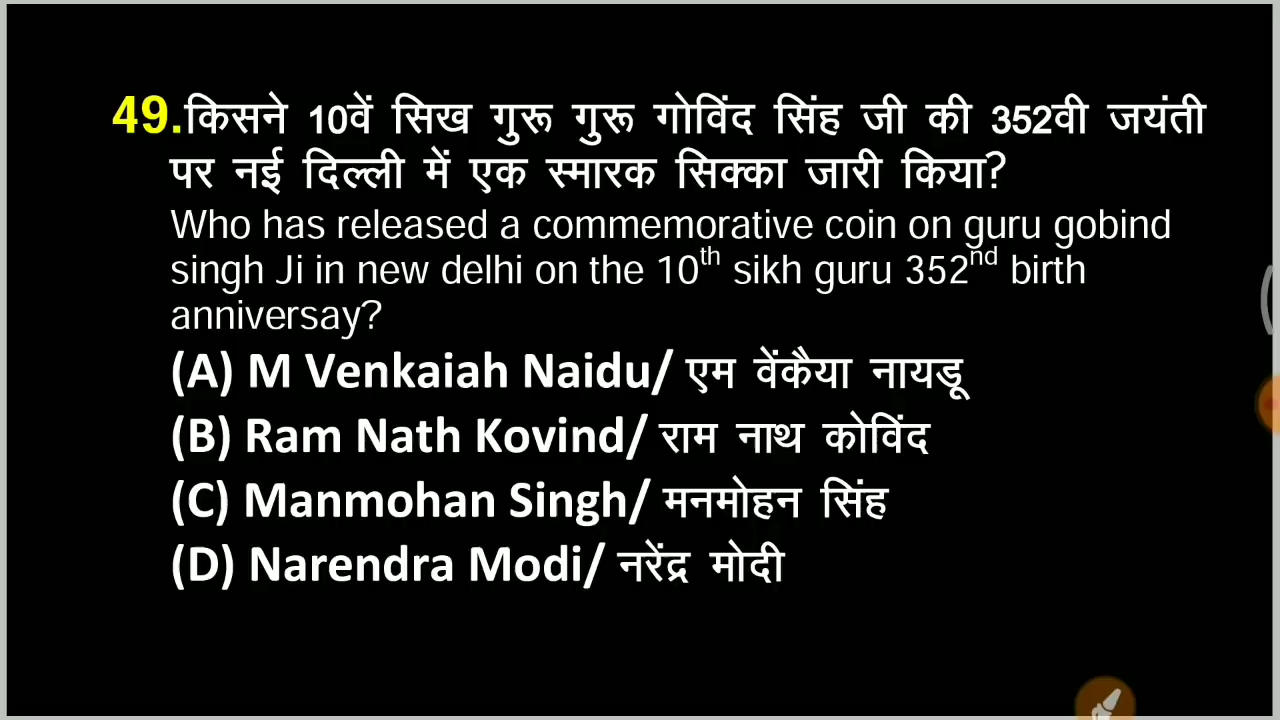 49.किसने 10वें सिख गुरू गुरू गोविंद सिंह जी की 352वी जयंती
पर नई दिल्ली में एक स्मारक सिक्का जारी किया?
Who has released a commemorative coin on guru gobind
singh Ji in new delhi on the 10th sikh guru 352nd birth
anniversay?
(A) M Venkaiah Naidu/ एम वेंकैया नायडू
(B) Ram Nath Kovind/ राम नाथ कोविंद
(C) Manmohan Singh/ मनमोहन सिंह
(D) Narendra Modi/ नरेंद्र मोदी